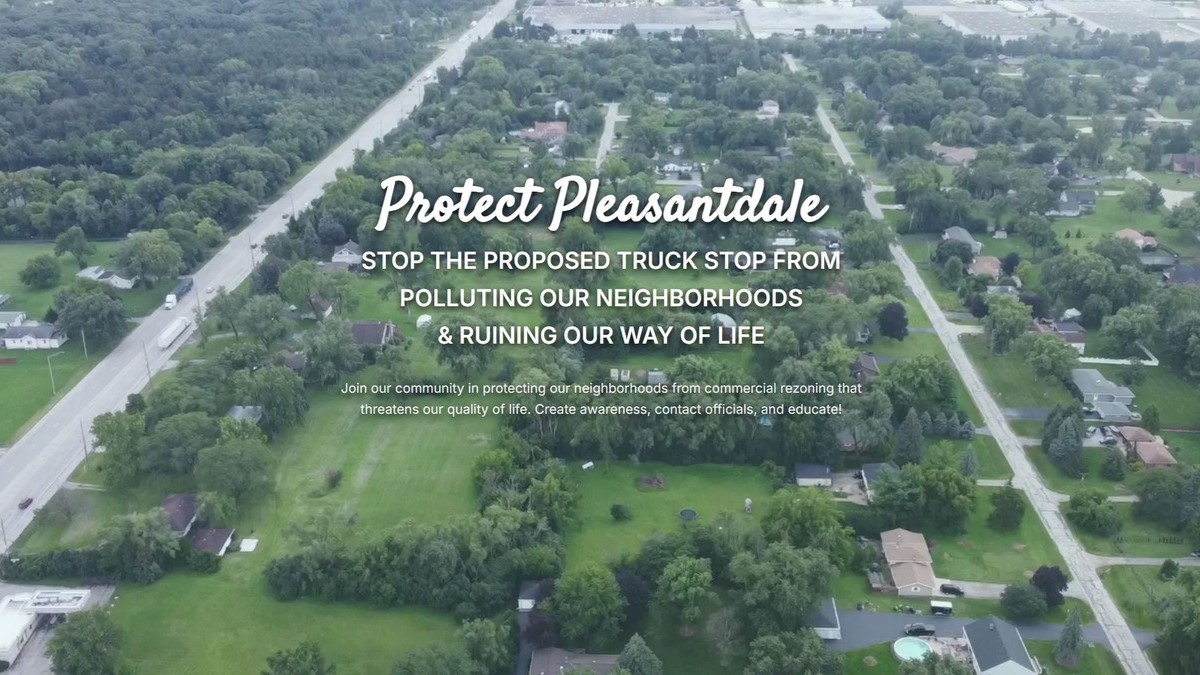 Protect Pleasantdale
STOP THE PROPOSED TRUCK STOP FROM
POLLUTING OUR NEIGHBORHOODS
& RUINING OUR WAY OF LIFE
Join our community in protecting our neighborhoods from commercial rezoning that
threatens our quality of life. Create awareness, contact officials, and educate!